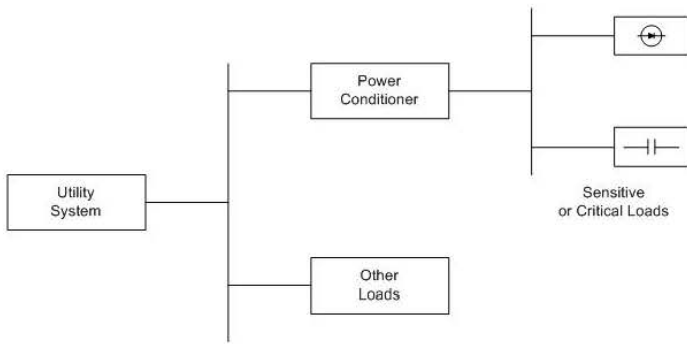 Power
Conditioner
Utility
System
Sensitive
or Critical Loads
Other
Loads